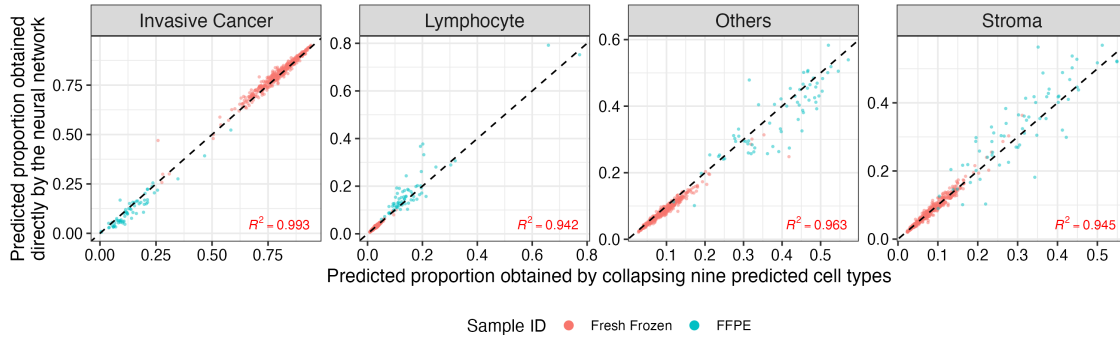 Predicted proportion obtained
directly by the neural network
Invasive Cancer
0.75
0.50
0.25
0.00
0.00 0.25 0.50 0.75
R² = 0.993
Lymphocyte
0.8
0.6
0.4
0.2
0.0
0.0 0.2 0.4 0.6 0.8
R² = 0.942
Others
0.6
0.4
0.2
0.0
0.1 0.2 0.3 0.4 0.5
R² = 0.963
Stroma
0.4
0.2
0.0
0.0 0.1 0.2 0.3 0.4 0.5
R² = 0.945
Predicted proportion obtained by collapsing nine predicted cell types
Sample ID Fresh Frozen FFPE